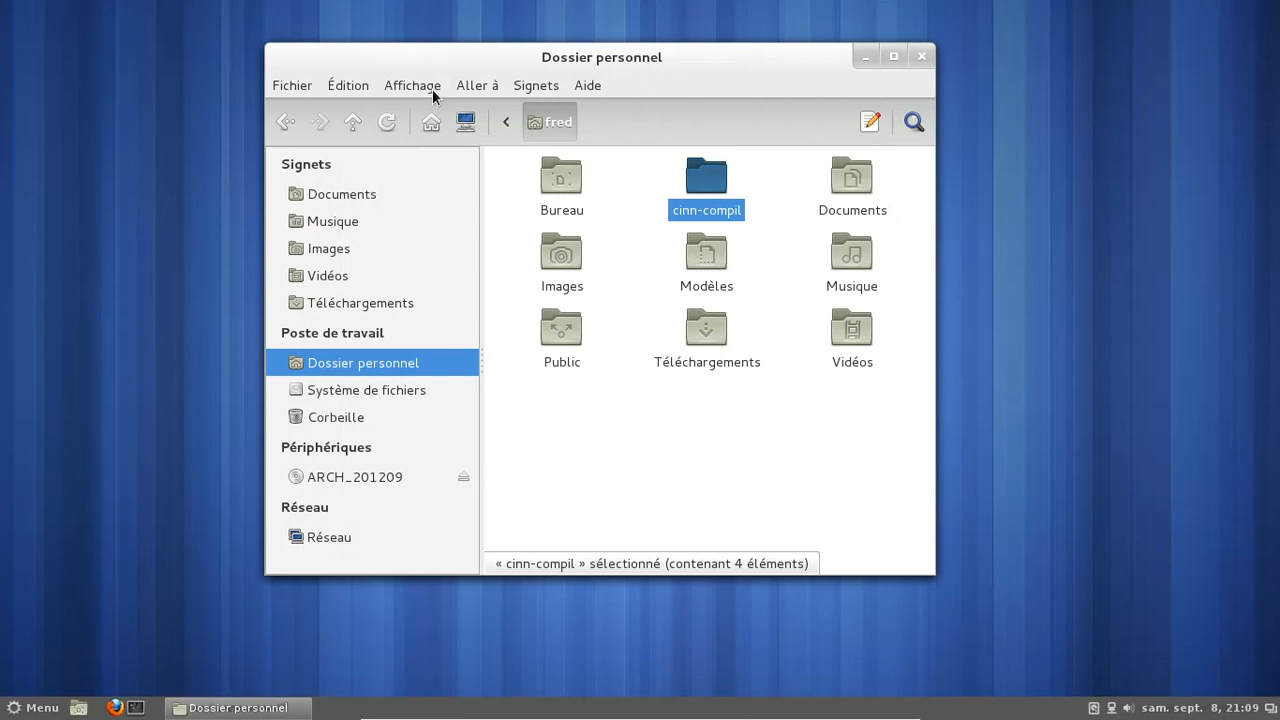 Dossier personnel
Fichier Édition Affichage Aller à Signets Aide
fred
Signets
Documents
Musique
Images
Vidéos
Téléchargements
Poste de travail
Dossier personnel
Système de fichiers
Corbeille
Périphériques
ARCH_201209
Réseau
Réseau
Bureau cinn-compil Documents
Images Modèles Musique
Public Téléchargements Vidéos
« cinn-compil » sélectionné (contenant 4 éléments)
Menu Dossier personnel sam. sept. 8, 21:09